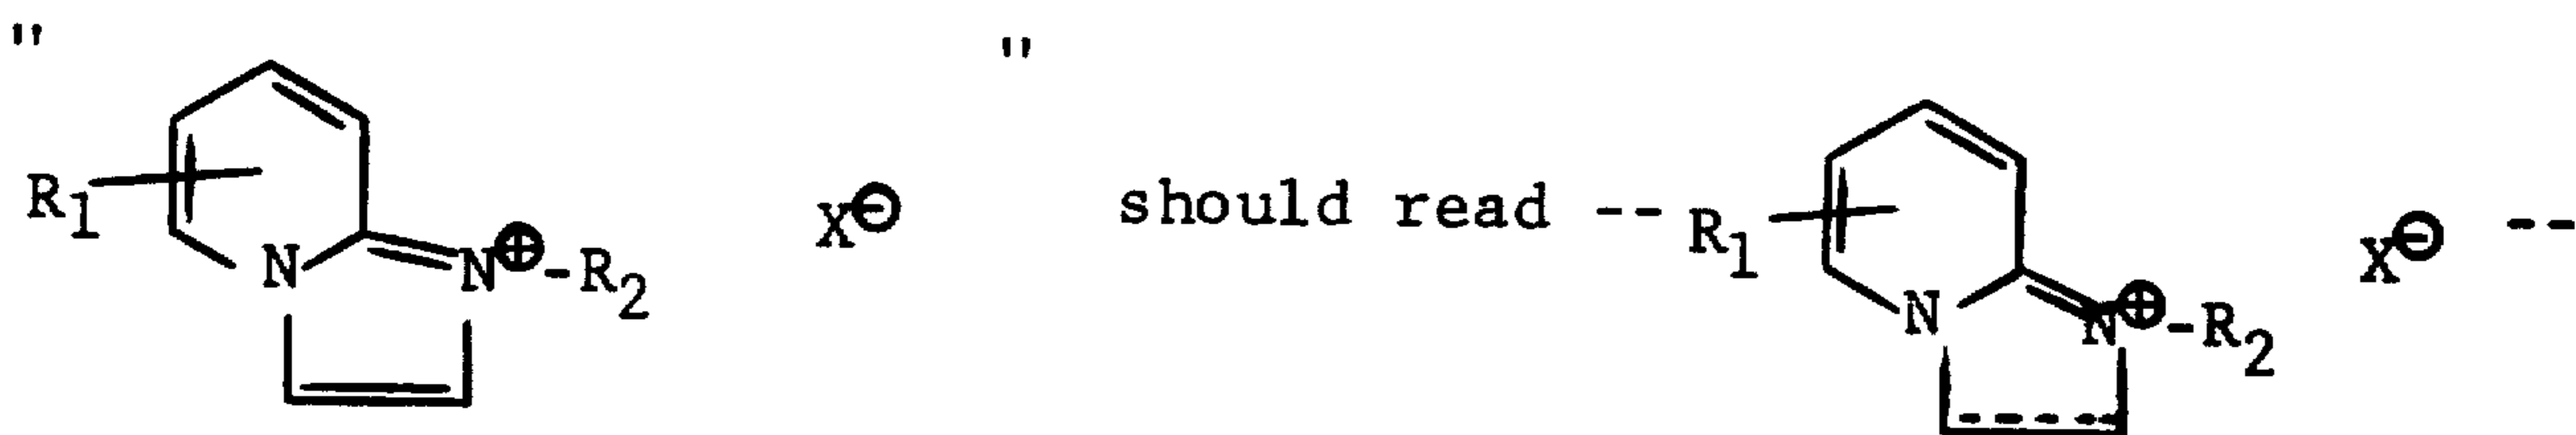 " "
R1 N N⊕-R2 X⊖ should read -- R1 N N⊕-R2 X⊖ --